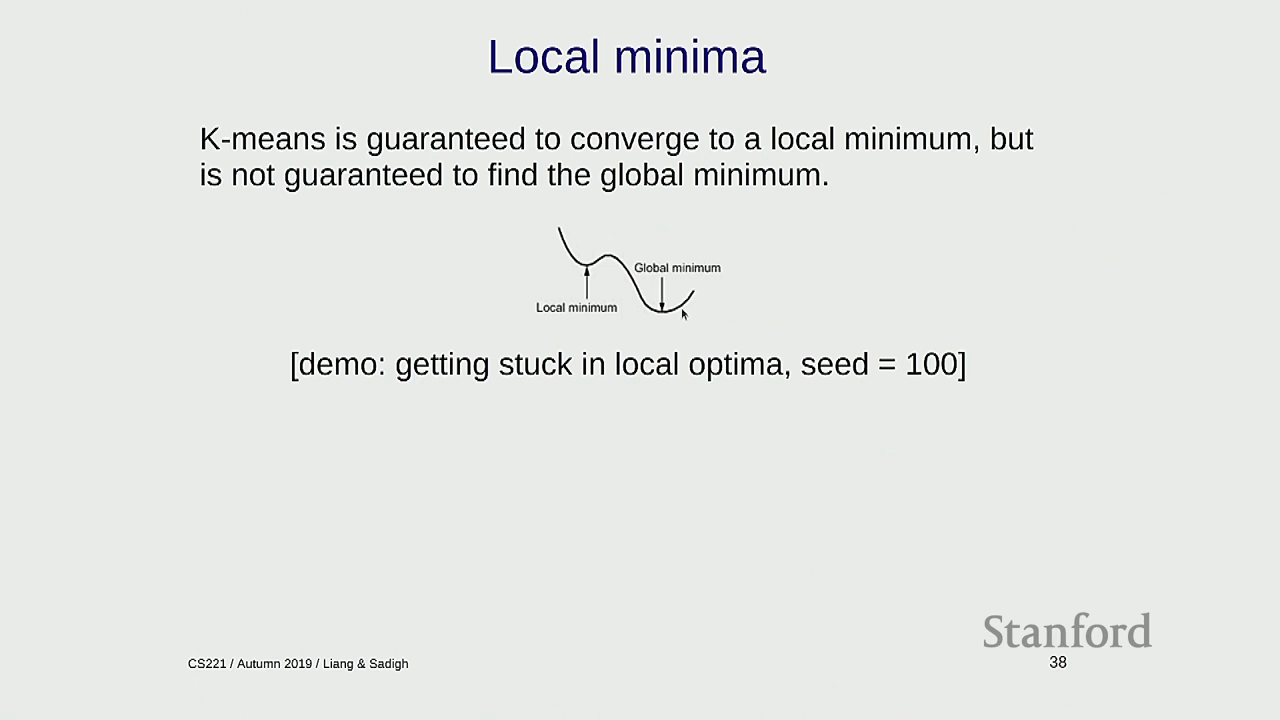 Local minima
K-means is guaranteed to converge to a local minimum, but
is not guaranteed to find the global minimum.
Global minimum
Local minimum
[demo: getting stuck in local optima, seed = 100]
Stanford
CS221 / Autumn 2019 / Liang & Sadigh
38